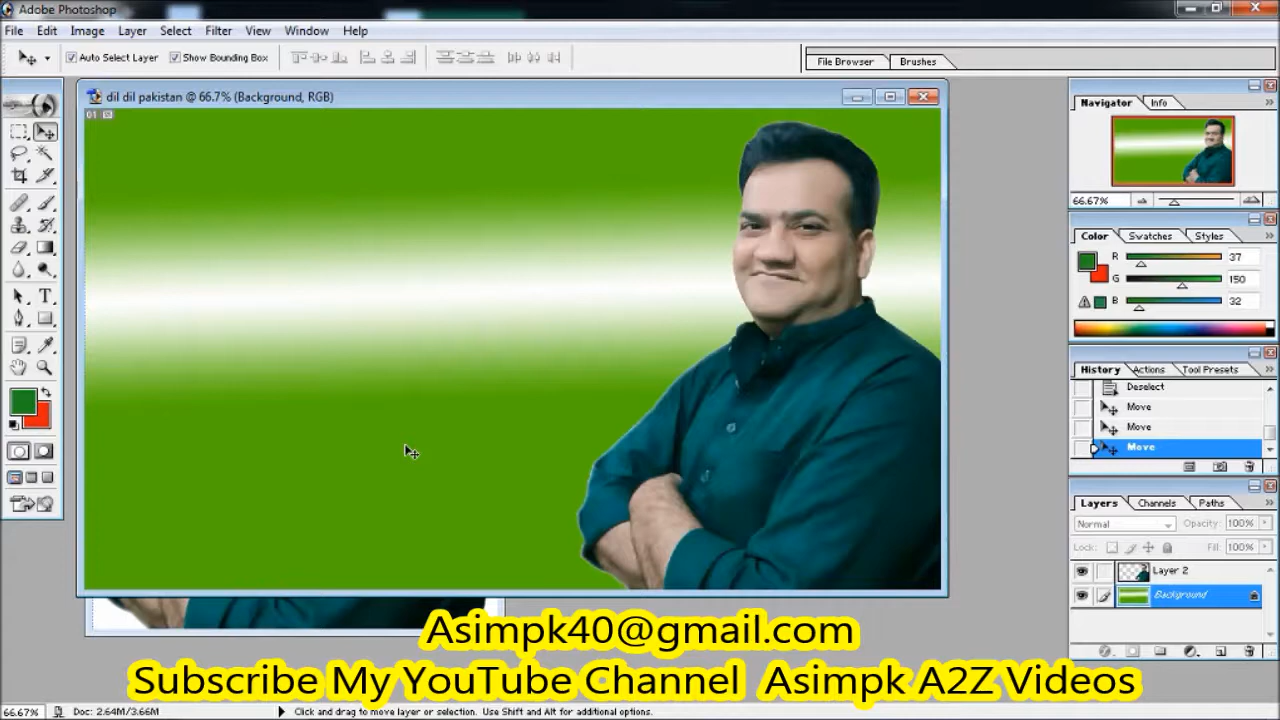 Adobe Photoshop
File Edit Image Layer Select Filter View Window Help
Auto Select Layer Show Bounding Box
File Browser Brushes
dil dil pakistan @ 66.7% (Background, RGB)
01
Navigator Info
66.67%
Color Swatches Styles
R 37
G 150
B 32
History Actions Tool Presets
Deselect
Move
Move
Move
Layers Channels Paths
Normal Opacity: 100%
Lock: Fill: 100%
Layer 2
Background
Asimpk40@gmail.com
Subscribe My YouTube Channel Asimpk A2Z Videos
66.67% Doc: 2.64M/3.66M Click and drag to move layer or selection. Use Shift and Alt for additional options.